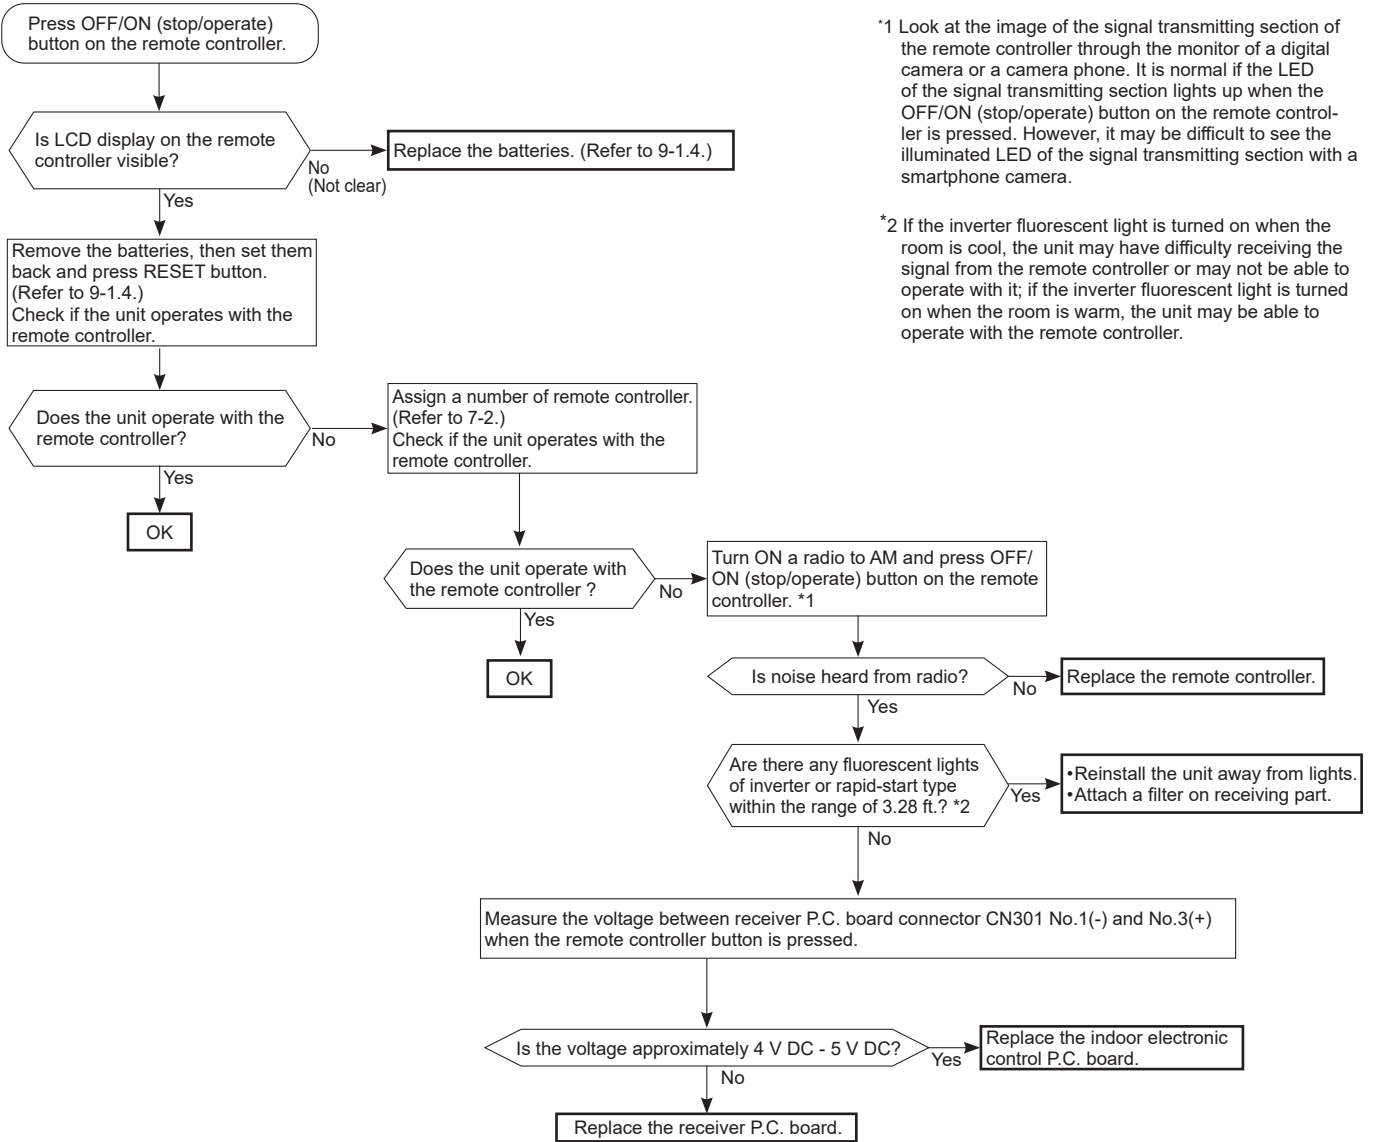 Press OFF/ON (stop/operate)
button on the remote controller.
Is LCD display on the remote
controller visible?
No
(Not clear)
Replace the batteries. (Refer to 9-1.4.)
Yes
Remove the batteries, then set them
back and press RESET button.
(Refer to 9-1.4.)
Check if the unit operates with the
remote controller.
Does the unit operate with the
remote controller?
No
Yes
OK
Assign a number of remote controller.
(Refer to 7-2.)
Check if the unit operates with the
remote controller.
Does the unit operate with
the remote controller ?
No
Yes
OK
Turn ON a radio to AM and press OFF/
ON (stop/operate) button on the remote
controller. *1
Is noise heard from radio?
No
Replace the remote controller.
Yes
Are there any fluorescent lights
of inverter or rapid-start type
within the range of 3.28 ft.? *2
Yes
•Reinstall the unit away from lights.
•Attach a filter on receiving part.
No
Measure the voltage between receiver P.C. board connector CN301 No.1(-) and No.3(+)
when the remote controller button is pressed.
Is the voltage approximately 4 V DC - 5 V DC?
Yes
Replace the indoor electronic
control P.C. board.
No
Replace the receiver P.C. board.
*1 Look at the image of the signal transmitting section of
the remote controller through the monitor of a digital
camera or a camera phone. It is normal if the LED
of the signal transmitting section lights up when the
OFF/ON (stop/operate) button on the remote control-
ler is pressed. However, it may be difficult to see the
illuminated LED of the signal transmitting section with a
smartphone camera.
*2 If the inverter fluorescent light is turned on when the
room is cool, the unit may have difficulty receiving the
signal from the remote controller or may not be able to
operate with it; if the inverter fluorescent light is turned
on when the room is warm, the unit may be able to
operate with the remote controller.